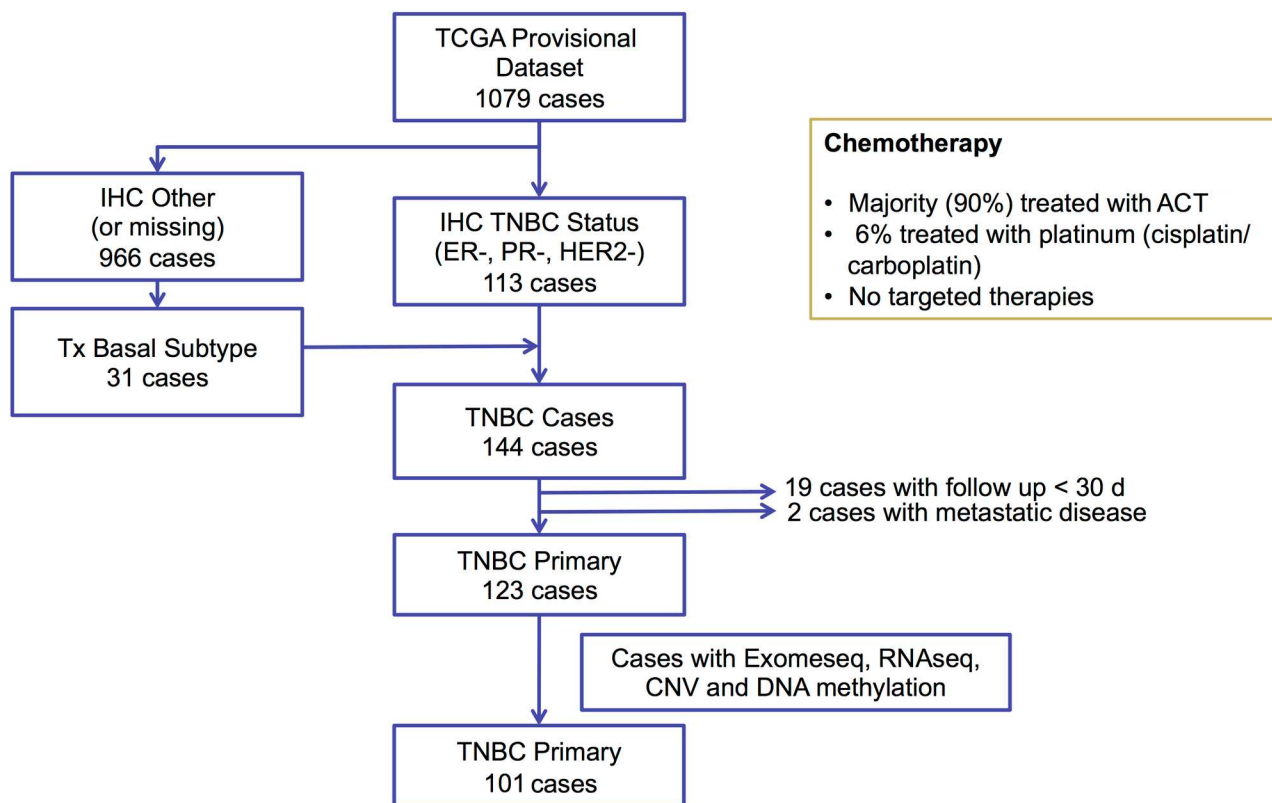 TCGA Provisional
Dataset
1079 cases
IHC Other
(or missing)
966 cases
IHC TNBC Status
(ER-, PR-, HER2-)
113 cases
Chemotherapy
• Majority (90%) treated with ACT
• 6% treated with platinum (cisplatin/
carboplatin)
• No targeted therapies
Tx Basal Subtype
31 cases
TNBC Cases
144 cases
19 cases with follow up < 30 d
2 cases with metastatic disease
TNBC Primary
123 cases
Cases with Exomeseq, RNAseq,
CNV and DNA methylation
TNBC Primary
101 cases